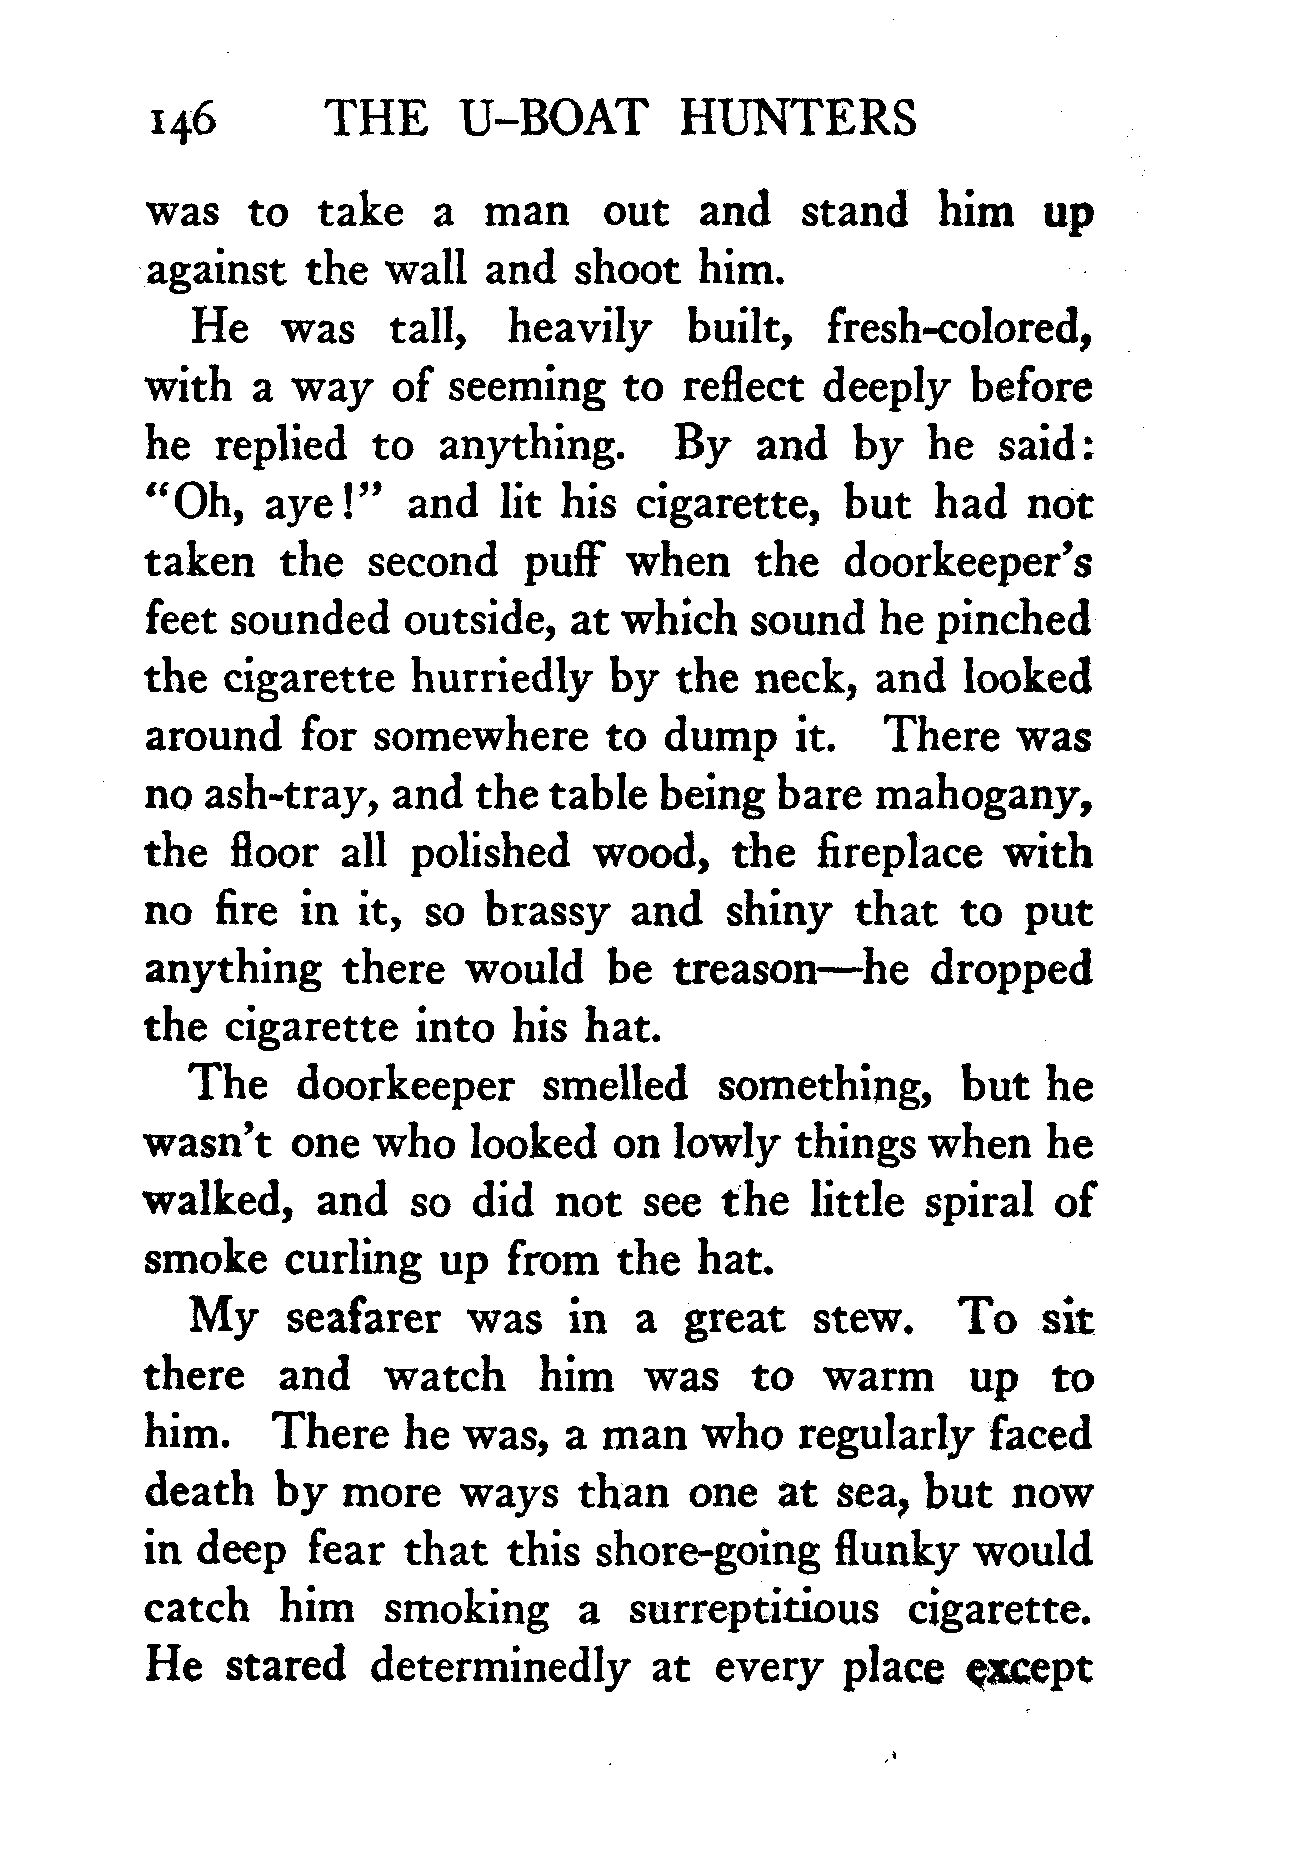 146 THE U-BOAT HUNTERS
was to take a man out and stand him up
against the wall and shoot him.
He was tall, heavily built, fresh-colored,
with a way of seeming to reflect deeply before
he replied to anything. By and by he said:
"Oh, aye!" and lit his cigarette, but had not
taken the second puff when the doorkeeper's
feet sounded outside, at which sound he pinched
the cigarette hurriedly by the neck, and looked
around for somewhere to dump it. There was
no ash-tray, and the table being bare mahogany,
the floor all polished wood, the fireplace with
no fire in it, so brassy and shiny that to put
anything there would be treason—he dropped
the cigarette into his hat.
The doorkeeper smelled something, but he
wasn't one who looked on lowly things when he
walked, and so did not see the little spiral of
smoke curling up from the hat.
My seafarer was in a great stew. To sit
there and watch him was to warm up to
him. There he was, a man who regularly faced
death by more ways than one at sea, but now
in deep fear that this shore-going flunky would
catch him smoking a surreptitious cigarette.
He stared determinedly at every place except